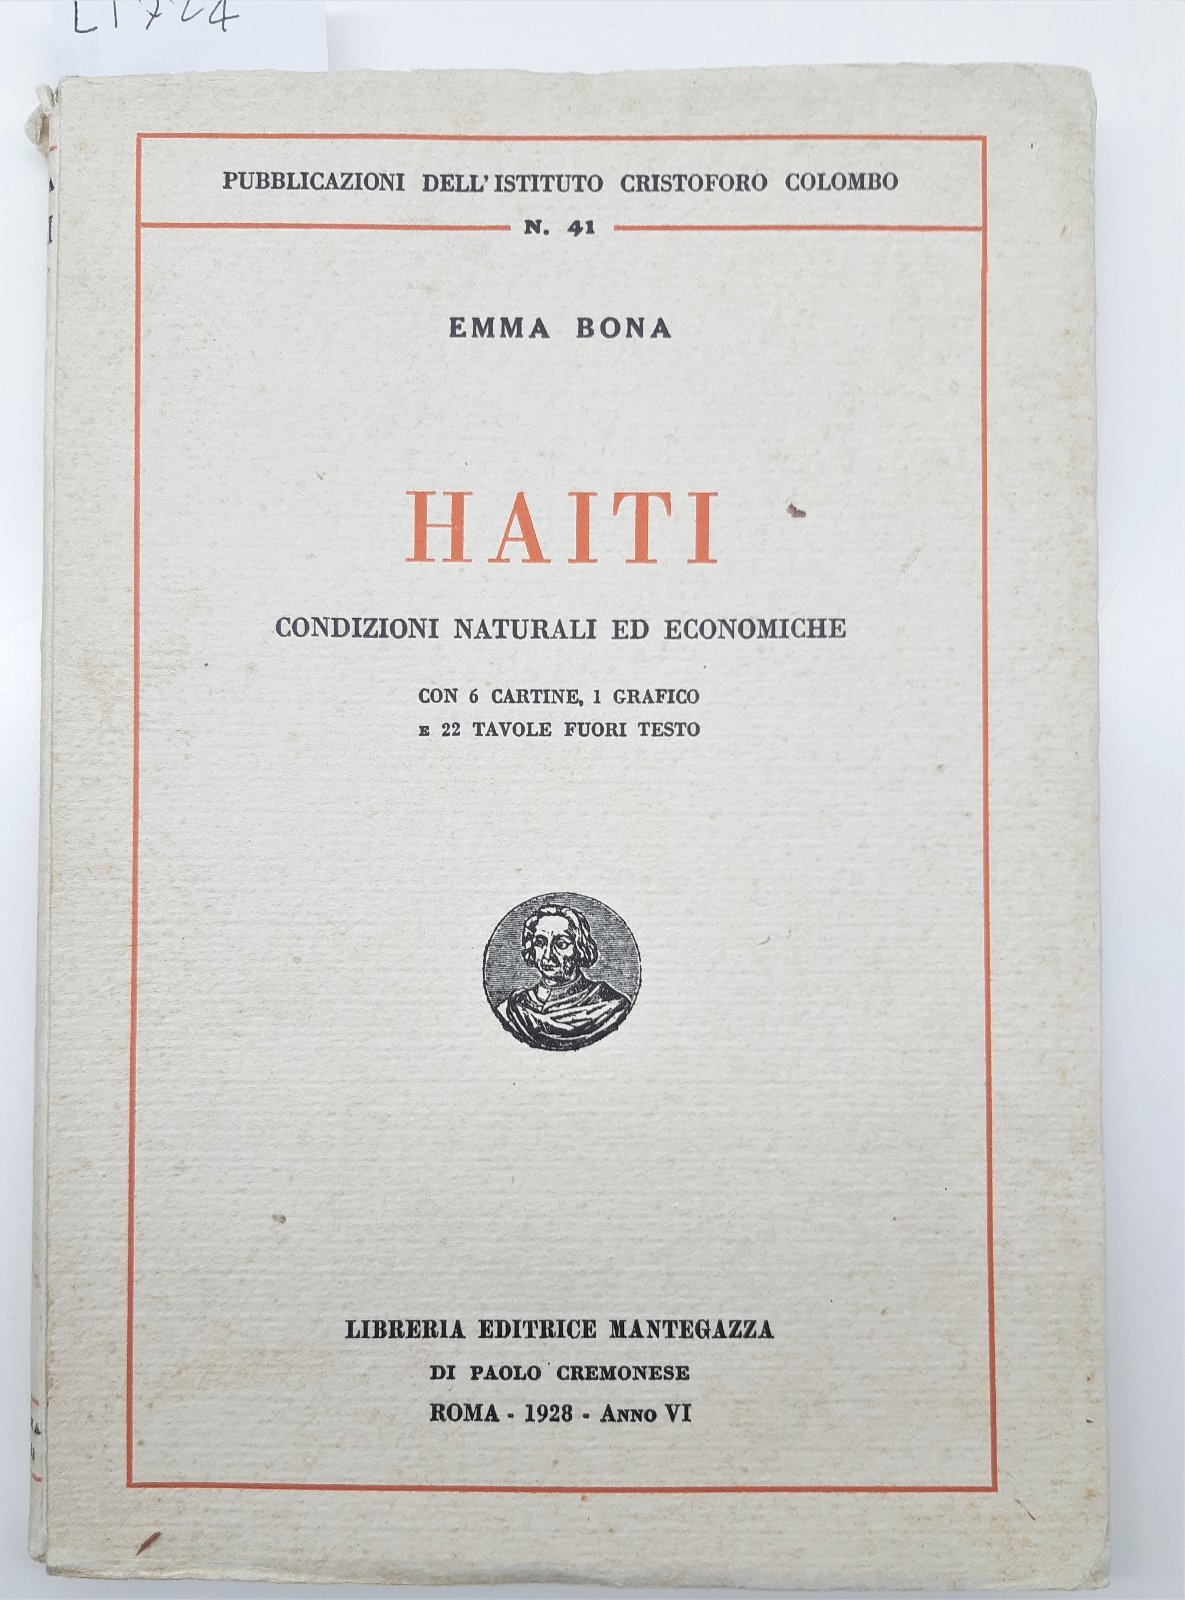 PUBBLICAZIONI DELL'ISTITUTO CRISTOFORO COLOMBO
N. 41
EMMA BONA
HAITI
CONDIZIONI NATURALI ED ECONOMICHE
CON 6 CARTINE, 1 GRAFICO
E 22 TAVOLE FUORI TESTO
LIBRERIA EDITRICE MANTEGAZZA
DI PAOLO CREMONESE
ROMA - 1928 - ANNO VI